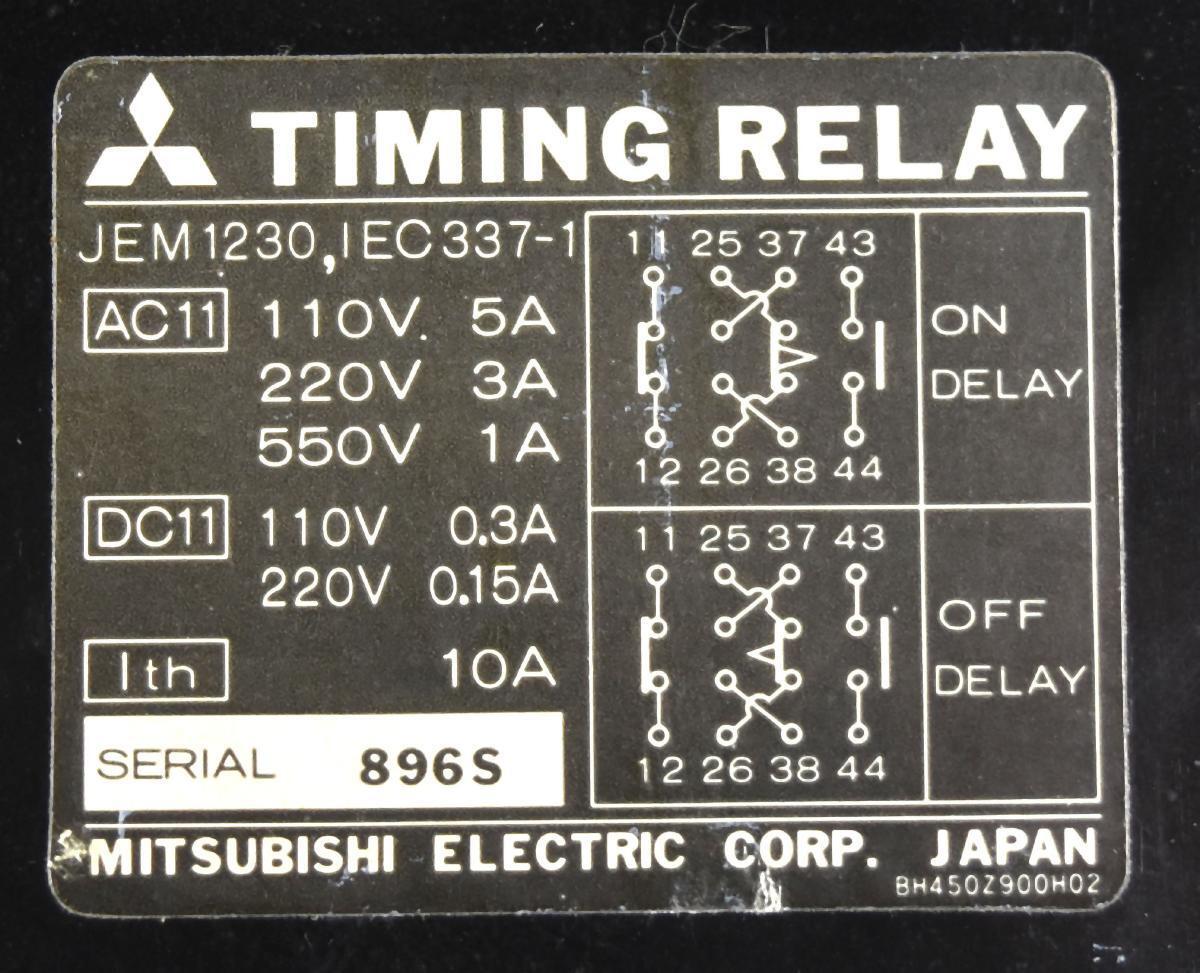 TIMING RELAY
JEM1230, IEC337-1
AC11 110V. 5A
220V 3A
550V 1A
DC11 110V 0.3A
220V 0.15A
Ith 10A
SERIAL 896S
11 25 37 43
ON
DELAY
12 26 38 44
11 25 37 43
OFF
DELAY
12 26 38 44
MITSUBISHI ELECTRIC CORP. JAPAN
BH450Z900H02